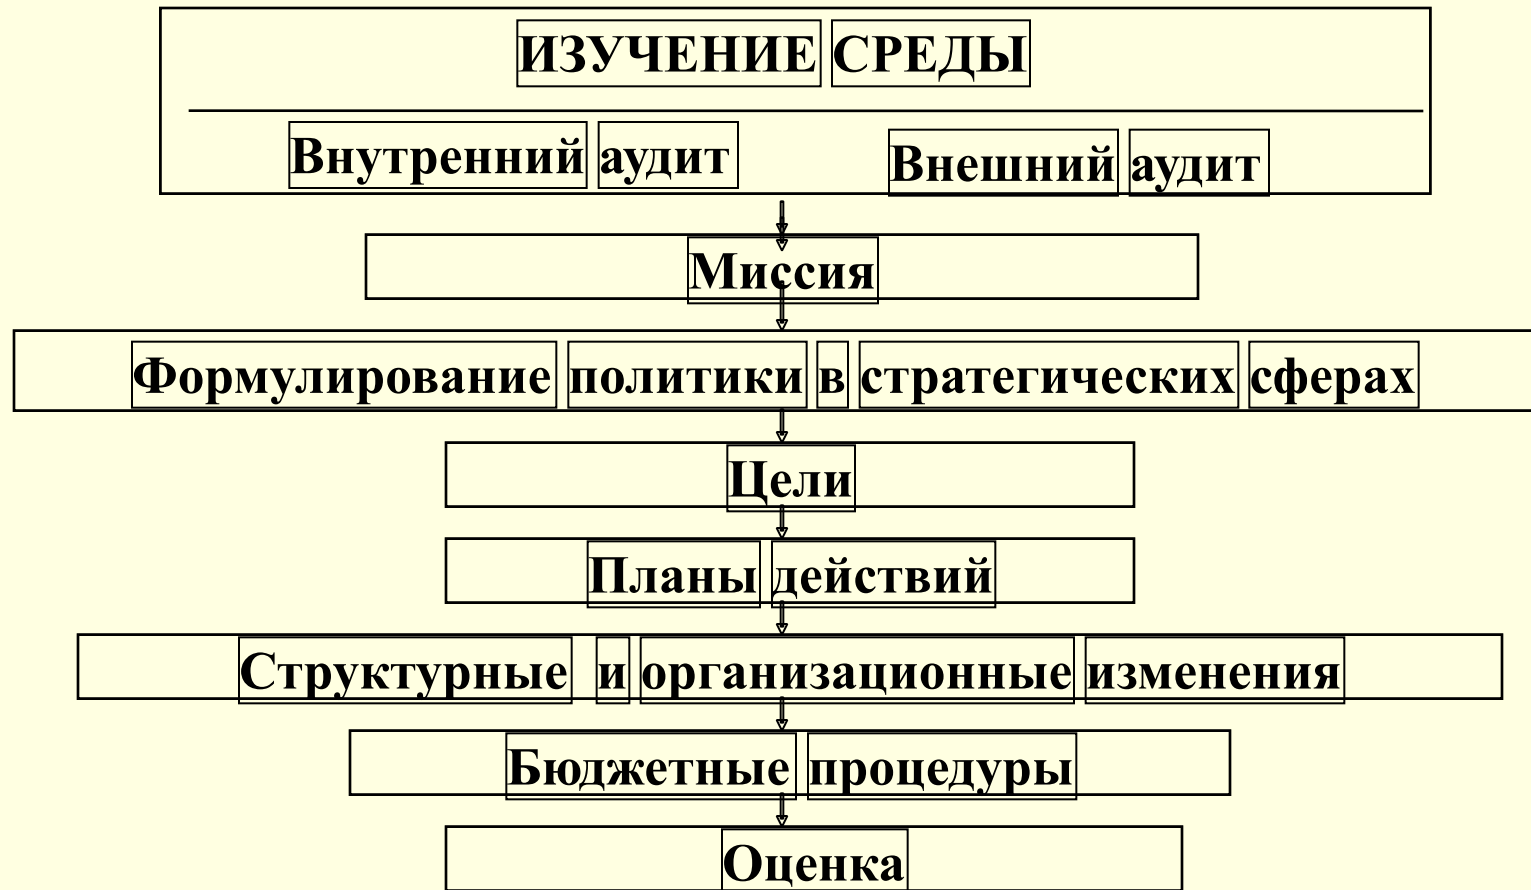 ИЗУЧЕНИЕ СРЕДЫ
Внутренний аудит Внешний аудит
Миссия
Формулирование политики в стратегических сферах
Цели
Планы действий
Структурные и организационные изменения
Бюджетные процедуры
Оценка